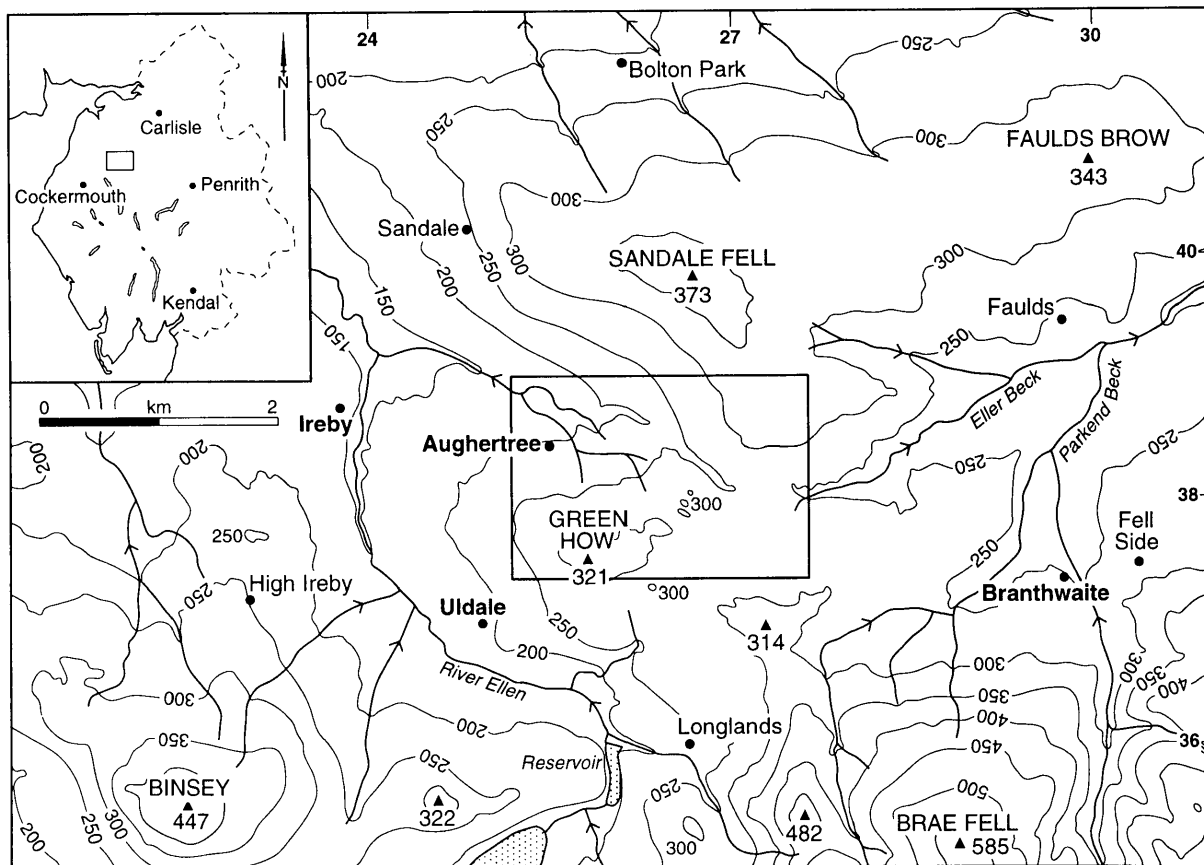 24
27
30
250
200
Bolton Park
N
Carlisle
Cockermouth
Penrith
Kendal
250
300
300
FAULDS BROW
343
300
Sandale
300
250
200
150
SANDALE FELL
373
300
40
Faulds
250
150
0 km 2
Ireby
Aughertree
Eller Beck
Parkend Beck
200
200
250
250
38
300
250
GREEN
HOW
321
300
Fell
Side
250
High Ireby
250
Uldale
250
200
314
Branthwaite
River Ellen
300
350
400
450
300
350
400
300
350
200
Longlands
36
Reservoir
250
250
BINSEY
447
322
500
482
BRAE FELL
585
300
250
200
300